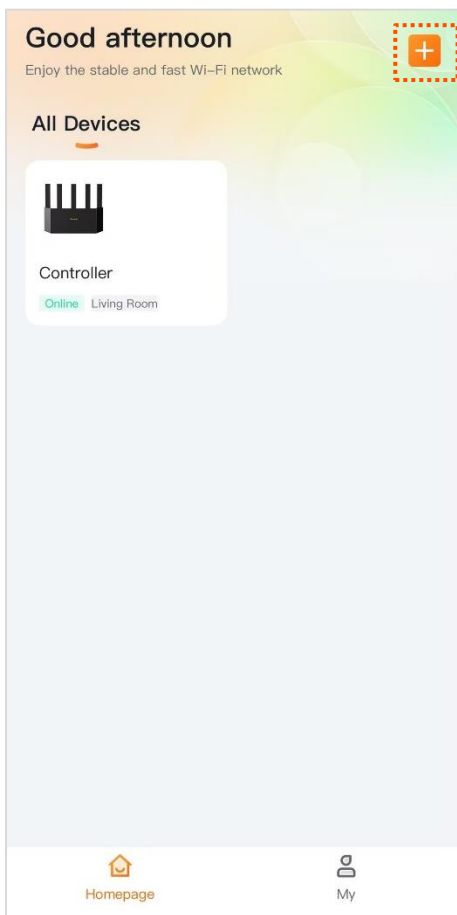 Good afternoon
Enjoy the stable and fast Wi-Fi network
All Devices
Controller
Online Living Room
Homepage
My